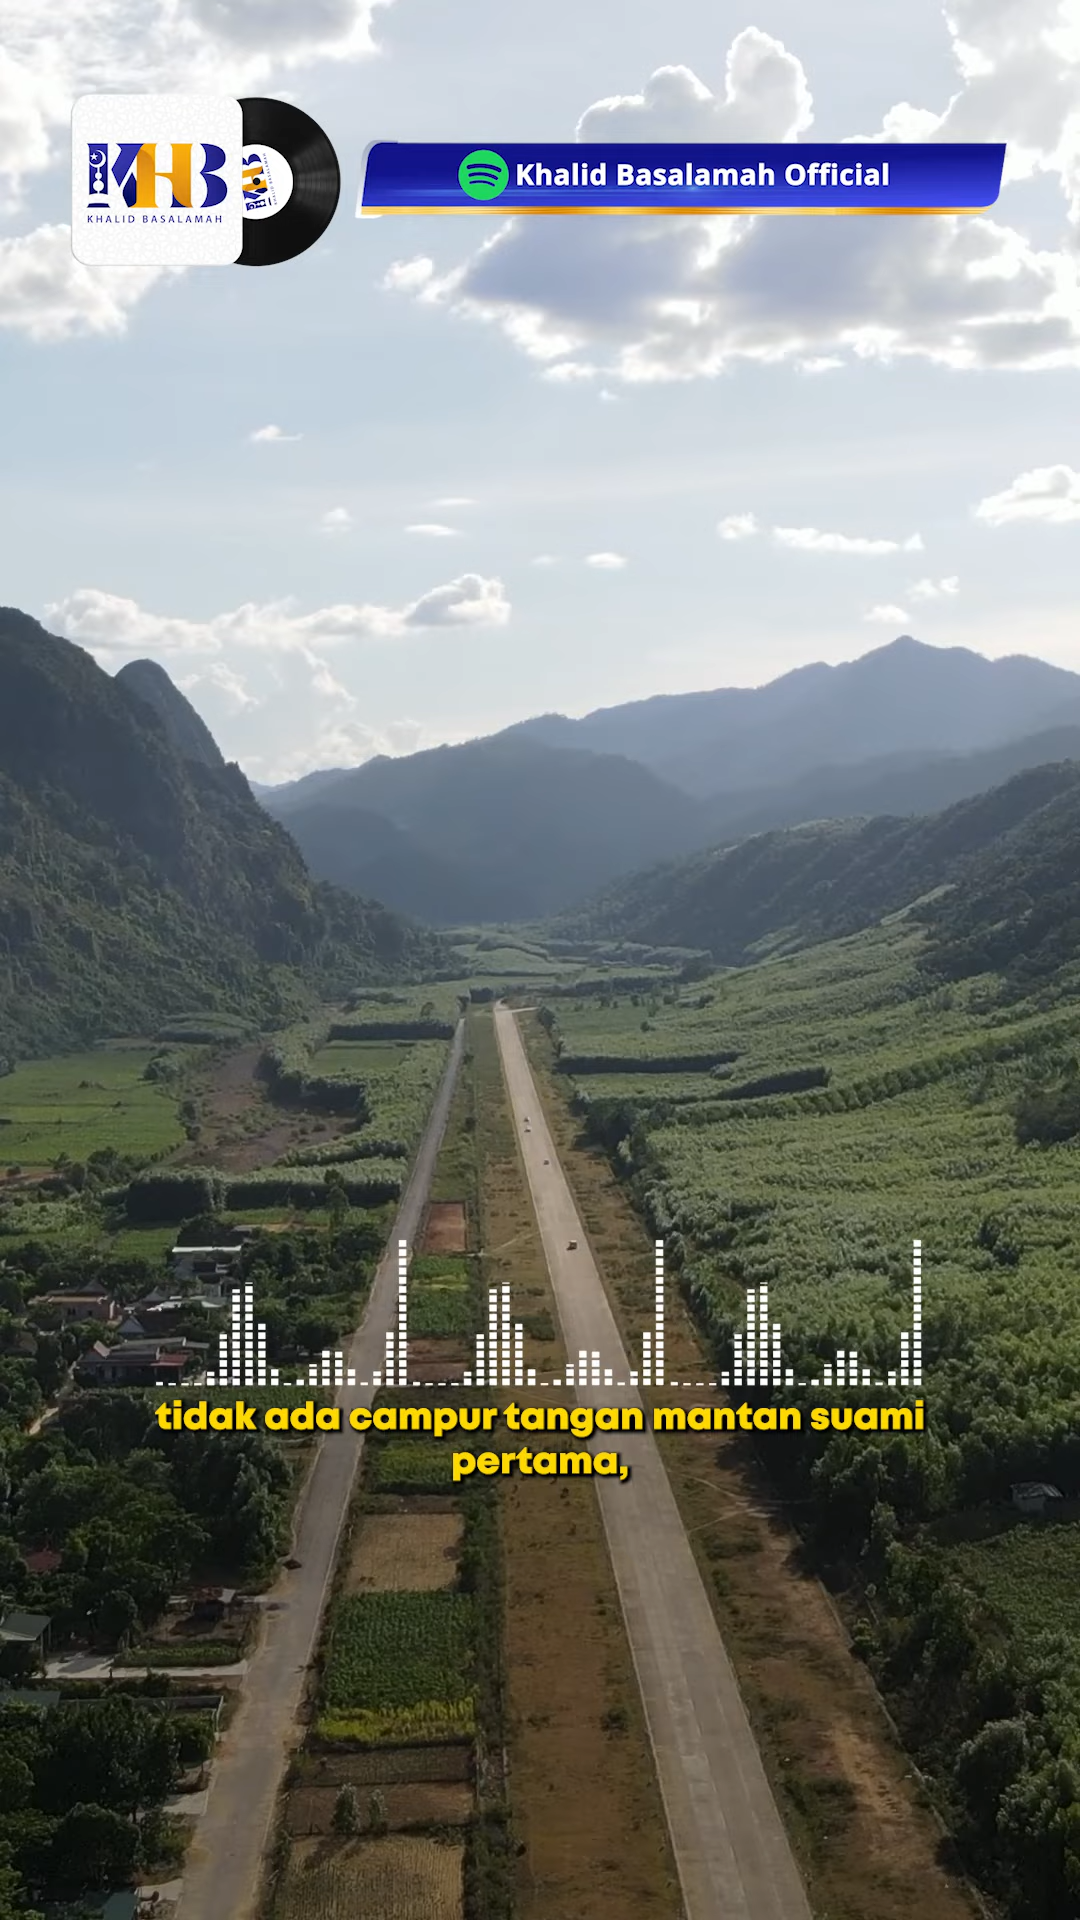 KHB
KHALID BASALAMAH
Khalid Basalamah Official
tidak ada campur tangan mantan suami
pertama,